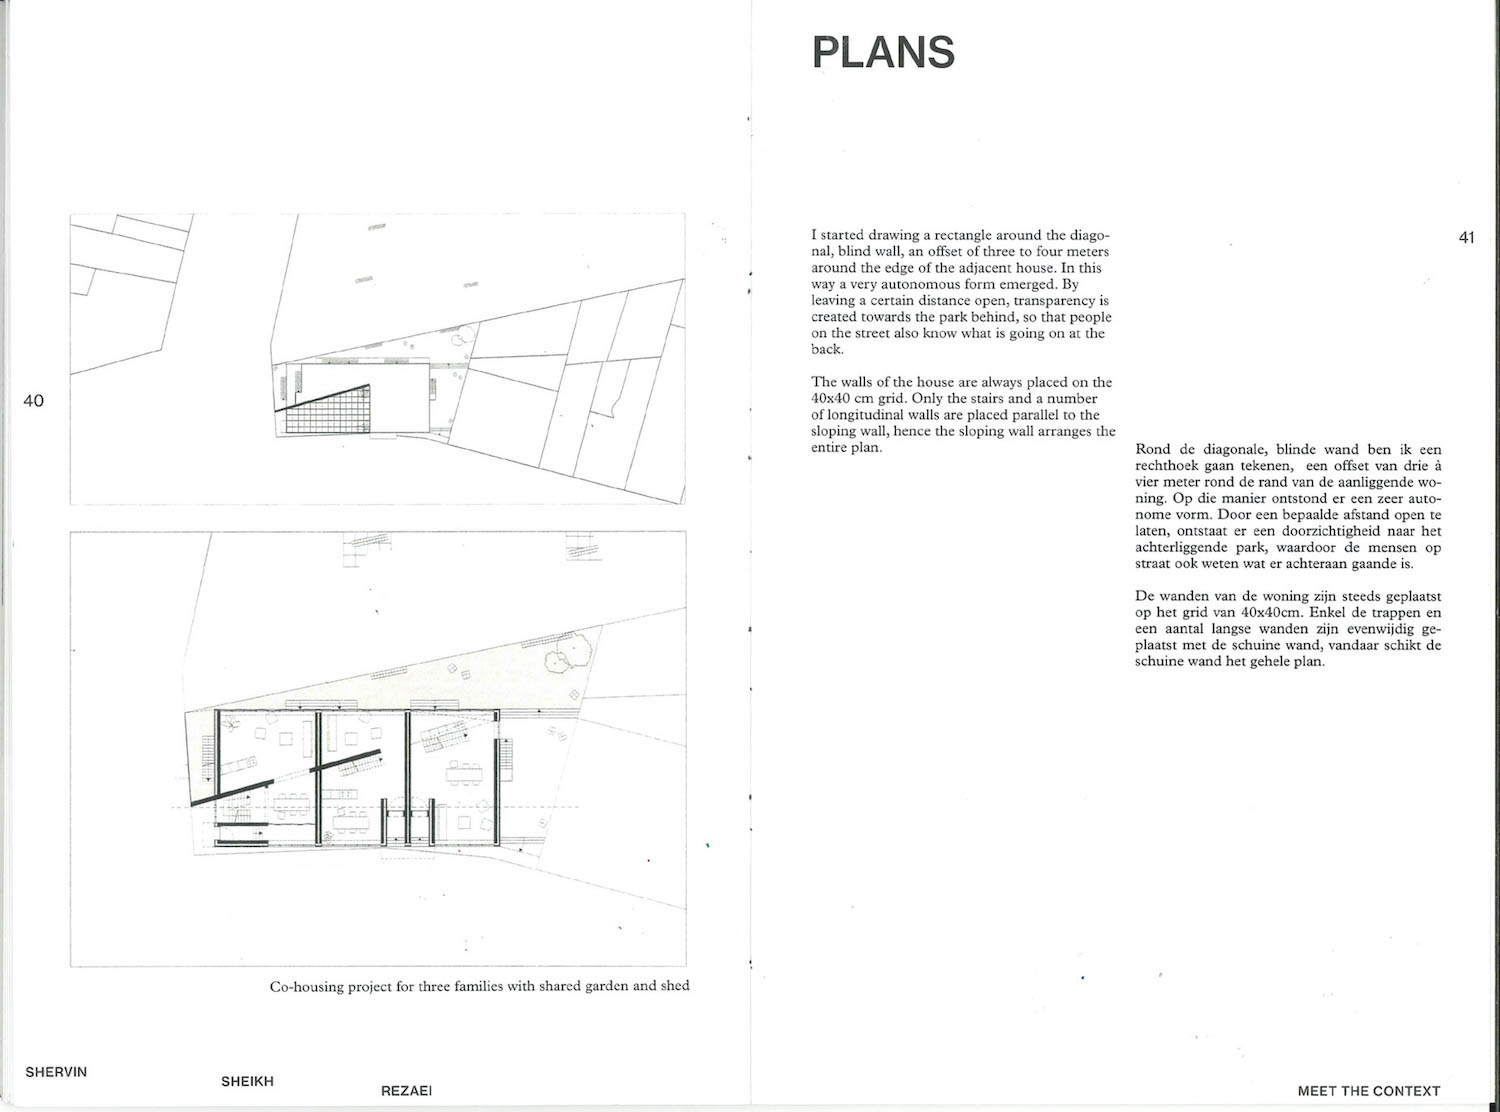 40
Co-housing project for three families with shared garden and shed
SHERVIN
SHEIKH
REZAEI
PLANS
I started drawing a rectangle around the diago-
nal, blind wall, an offset of three to four meters
around the edge of the adjacent house. In this
way a very autonomous form emerged. By
leaving a certain distance open, transparency is
created towards the park behind, so that people
on the street also know what is going on at the
back.
The walls of the house are always placed on the
40x40 cm grid. Only the stairs and a number
of longitudinal walls are placed parallel to the
sloping wall, hence the sloping wall arranges the
entire plan.
41
Rond de diagonale, blinde wand ben ik een
rechthoek gaan tekenen, een offset van drie à
vier meter rond de rand van de aanliggende wo-
ning. Op die manier ontstond er een zeer auto-
nome vorm. Door een bepaalde afstand open te
laten, ontstaat er een doorzichtigheid naar het
achterliggende park, waardoor de mensen op
straat ook weten wat er achteraan gaande is.
De wanden van de woning zijn steeds geplaatst
op het grid van 40x40cm. Enkel de trappen en
een aantal langse wanden zijn evenwijdig ge-
plaatst met de schuine wand, vandaar schikt de
schuine wand het gehele plan.
MEET THE CONTEXT